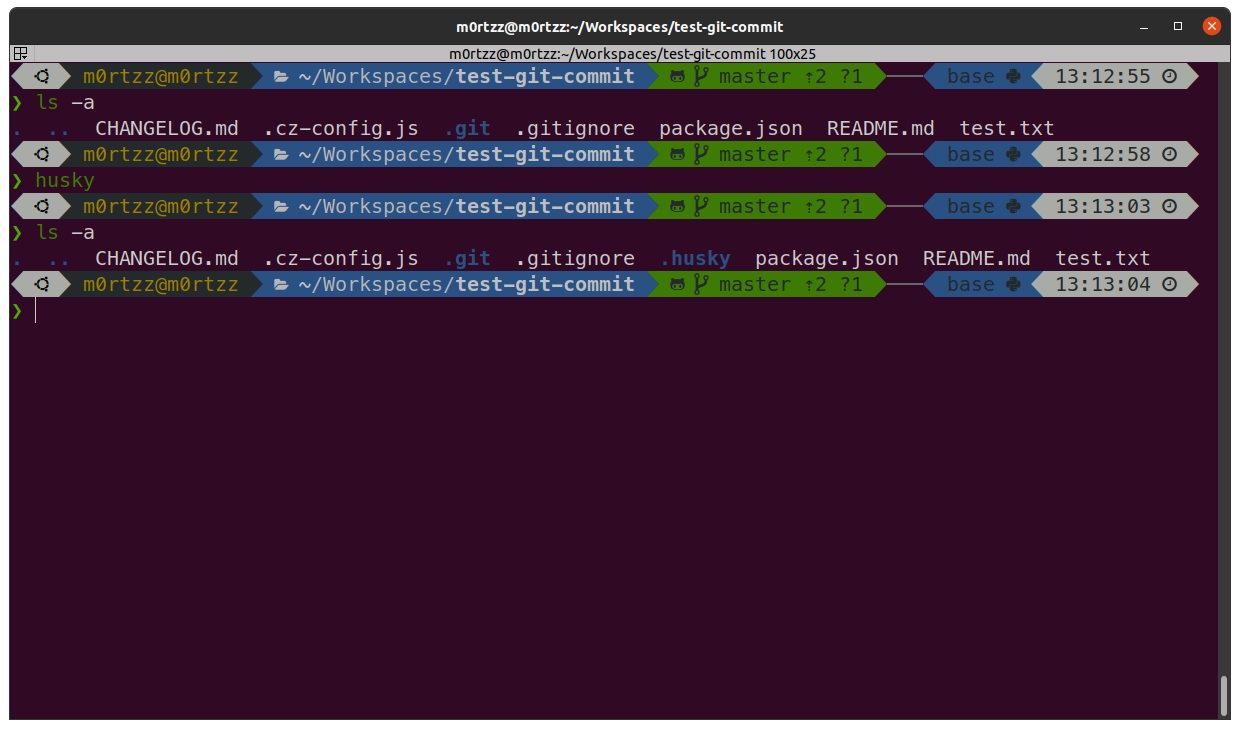 m0rtzz@m0rtzz:~/Workspaces/test-git-commit
m0rtzz@m0rtzz:~/Workspaces/test-git-commit 100x25
m0rtzz@m0rtzz ~/Workspaces/test-git-commit master ⇡2 ?1 base 13:12:55
❯ ls -a
. .. CHANGELOG.md .cz-config.js .git .gitignore package.json README.md test.txt
m0rtzz@m0rtzz ~/Workspaces/test-git-commit master ⇡2 ?1 base 13:12:58
❯ husky
m0rtzz@m0rtzz ~/Workspaces/test-git-commit master ⇡2 ?1 base 13:13:03
❯ ls -a
. .. CHANGELOG.md .cz-config.js .git .gitignore .husky package.json README.md test.txt
m0rtzz@m0rtzz ~/Workspaces/test-git-commit master ⇡2 ?1 base 13:13:04
❯